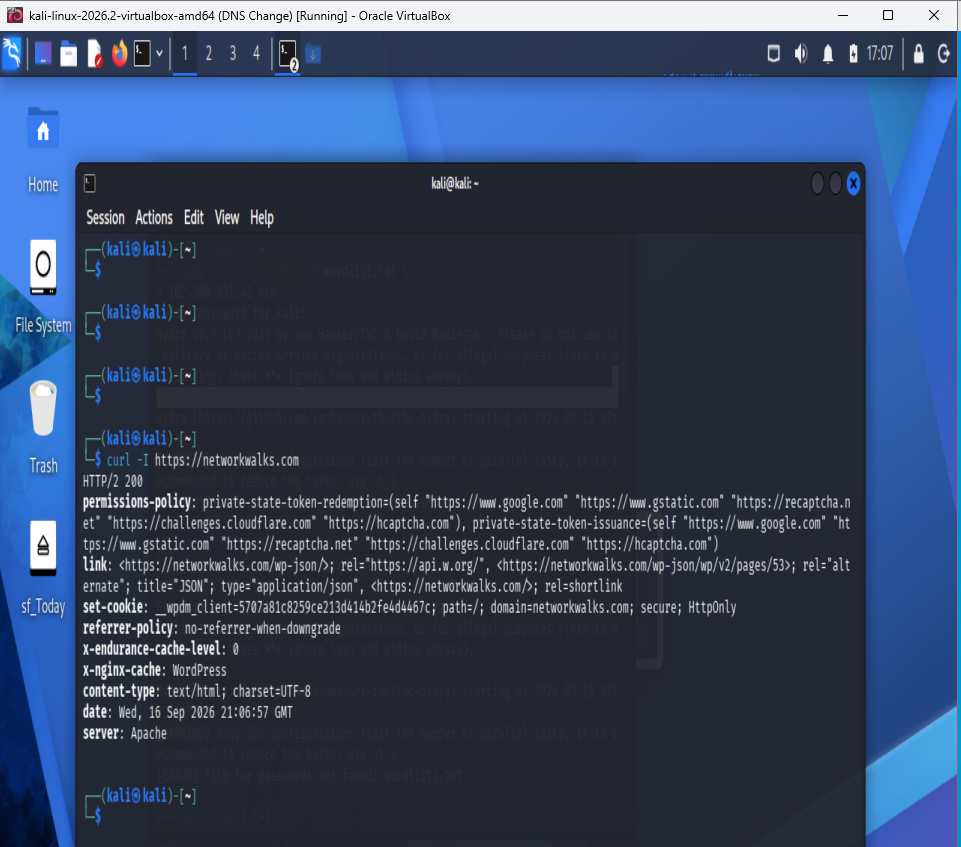 kali-linux-2026.2-virtualbox-amd64 (DNS Change) [Running] - Oracle VirtualBox
1 2 3 4 2 17:07
Home
File System
Trash
sf_Today
kali@kali: ~
Session Actions Edit View Help
┌──(kali㉿kali)-[~]
└─$
┌──(kali㉿kali)-[~]
└─$
┌──(kali㉿kali)-[~]
└─$
┌──(kali㉿kali)-[~]
└─$ curl -I https://networkwalks.com
HTTP/2 200
permissions-policy: private-state-token-redemption=(self "https://www.google.com" "https://www.gstatic.com" "https://recaptcha.n
et" "https://challenges.cloudflare.com" "https://hcaptcha.com"), private-state-token-issuance=(self "https://www.google.com" "ht
tps://www.gstatic.com" "https://recaptcha.net" "https://challenges.cloudflare.com" "https://hcaptcha.com")
link: <https://networkwalks.com/wp-json/>; rel="https://api.w.org/", <https://networkwalks.com/wp-json/wp/v2/pages/53>; rel="alt
ernate"; title="JSON"; type="application/json", <https://networkwalks.com/>; rel=shortlink
set-cookie: __wpdm_client=5707a81c8259ce213d414b2fe4d4467c; path=/; domain=networkwalks.com; secure; HttpOnly
referrer-policy: no-referrer-when-downgrade
x-endurance-cache-level: 0
x-nginx-cache: WordPress
content-type: text/html; charset=UTF-8
date: Wed, 16 Sep 2026 21:06:57 GMT
server: Apache
┌──(kali㉿kali)-[~]
└─$